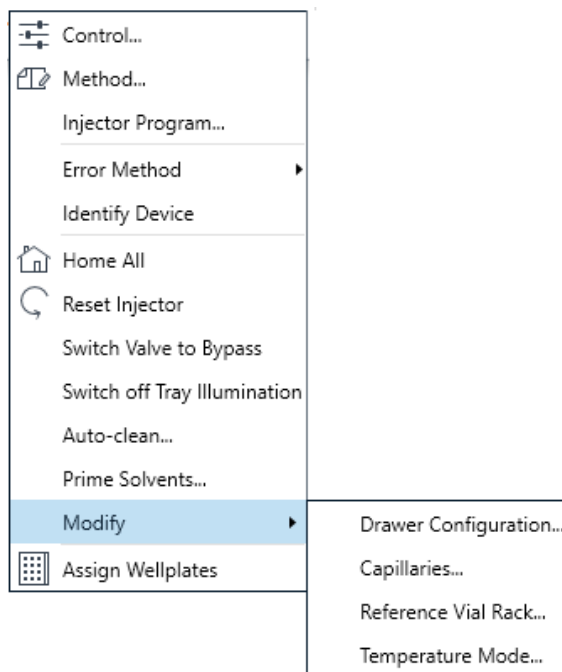 Control...
Method...
Injector Program...
Error Method
Identify Device
Home All
Reset Injector
Switch Valve to Bypass
Switch off Tray Illumination
Auto-clean...
Prime Solvents...
Modify
Assign Wellplates
Drawer Configuration...
Capillaries...
Reference Vial Rack...
Temperature Mode...